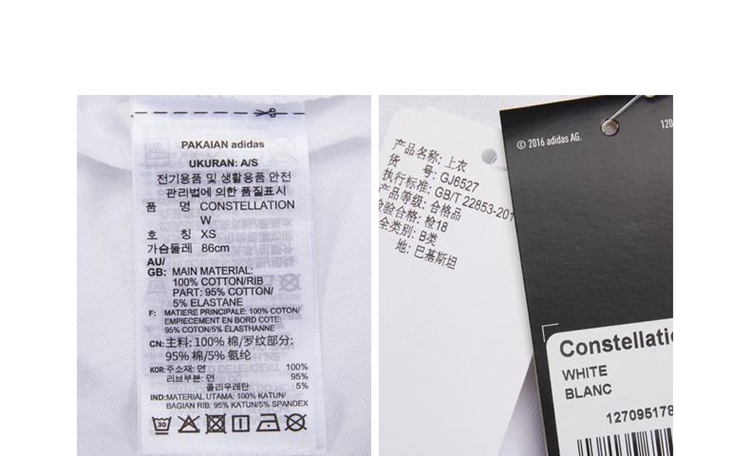 PAKAIAN adidas
UKURAN: A/S
전기용품 및 생활용품 안전
관리법에 의한 품질표시
품 명 CONSTELLATION
W
호 칭 XS
가슴둘레 86cm
AU/
GB: MAIN MATERIAL:
100% COTTON/RIB
PART: 95% COTTON/
5% ELASTANE
F: MATIERE PRINCIPALE: 100% COTON/
EMPIECEMENT EN BORD COTE:
95% COTON/5% ÉLASTHANNE
CN: 主料: 100% 棉/罗纹部分:
95% 棉/5% 氨纶
KOR: 주소재: 면 100%
리브부분: 면 95%
폴리우레탄 5%
IND: MATERIAL UTAMA: 100% KATUN/
BAGIAN RIB: 95% KATUN/5% SPANDEX
30
产品名称: 上衣
货 号: GJ6527
执行标准: GB/T 22853-201
产品等级: 合格品
验合格: 检18
全类别: B类
地: 巴基斯坦
© 2016 adidas AG.
120
Constellatio
WHITE
BLANC
127095178